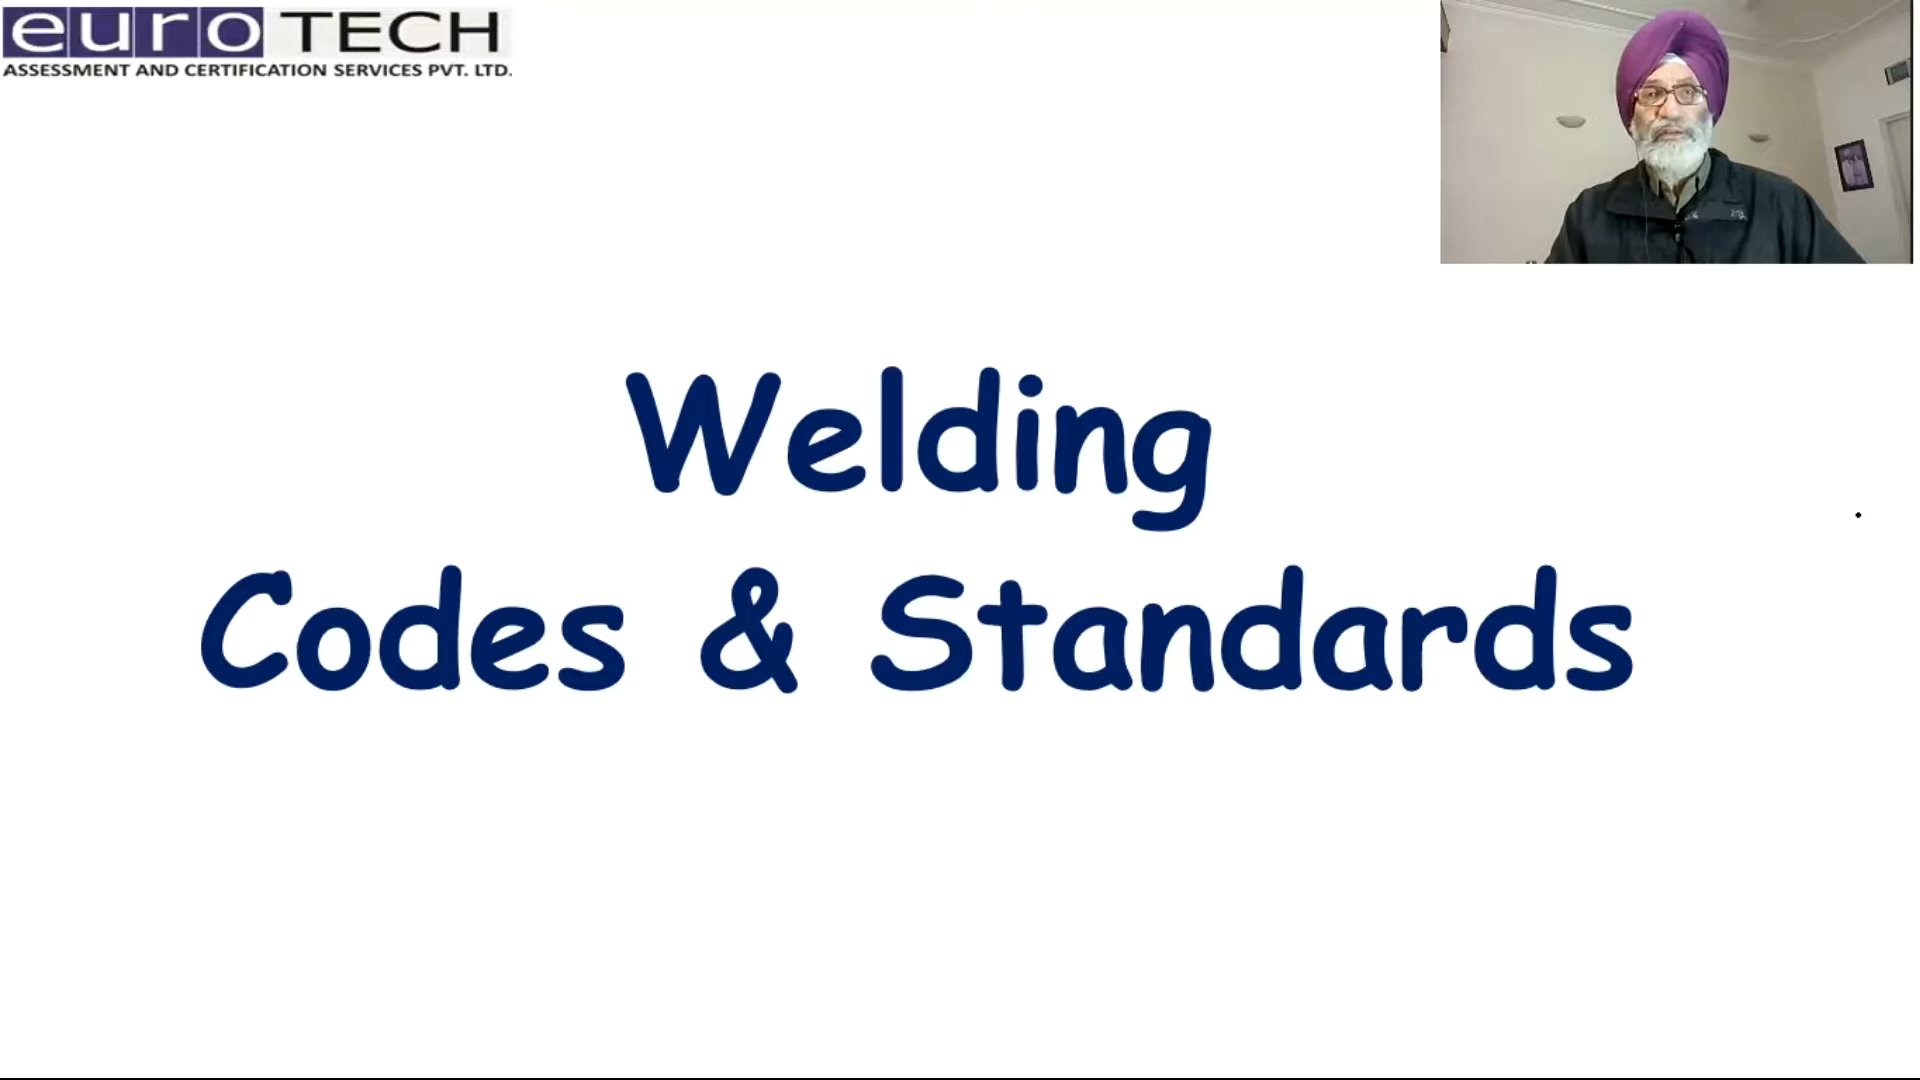 euro TECH
ASSESSMENT AND CERTIFICATION SERVICES PVT. LTD.
Welding
Codes & Standards